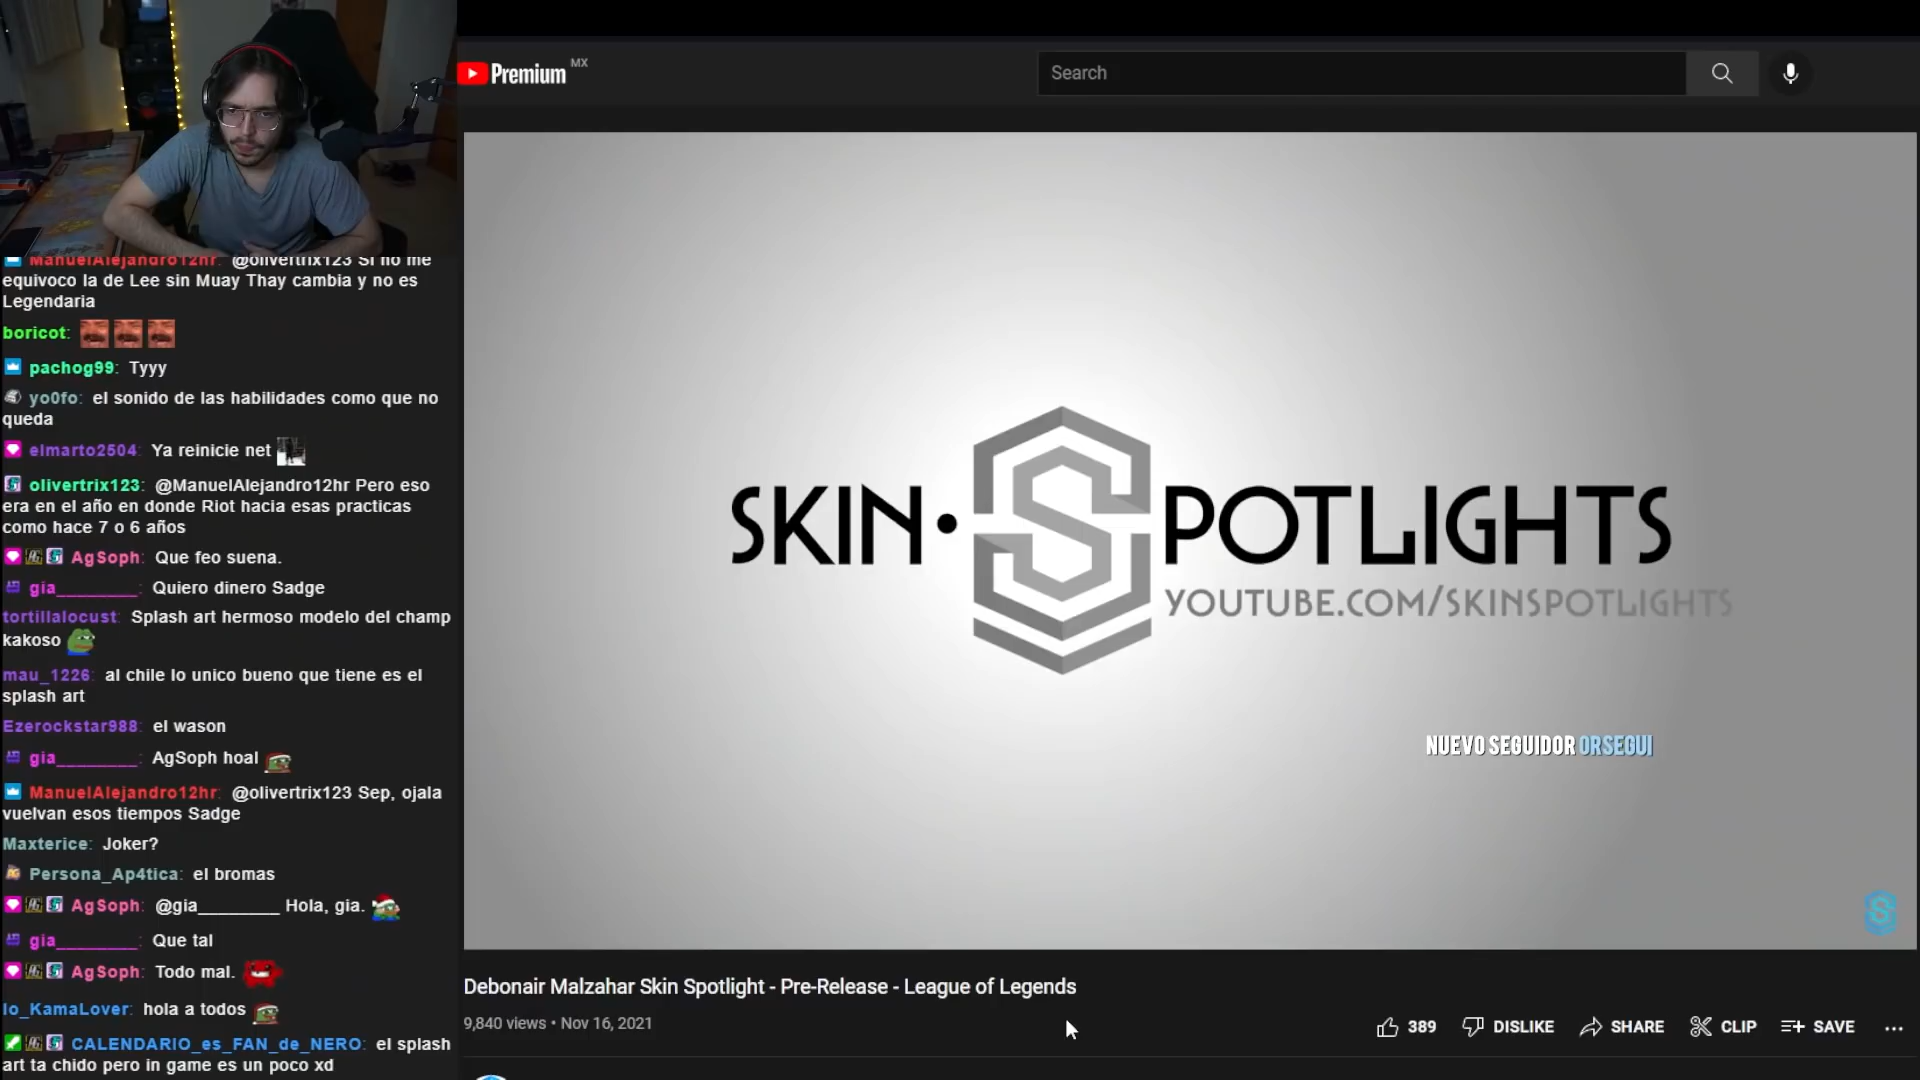 Premium MX
Search
ManuelAlejandro12hr: @olivertrix123 Si no me
equivoco la de Lee sin Muay Thay cambia y no es
Legendaria
boricot:
pachog99: Tyyy
yo0fo: el sonido de las habilidades como que no
queda
elmarto2504: Ya reinicie net
olivertrix123: @ManuelAlejandro12hr Pero eso
era en el año en donde Riot hacia esas practicas
como hace 7 o 6 años
AgSoph: Que feo suena.
gia________: Quiero dinero Sadge
tortillalocust: Splash art hermoso modelo del champ
kakoso
mau_1226: al chile lo unico bueno que tiene es el
splash art
Ezerockstar988: el wason
gia________: AgSoph hoal
ManuelAlejandro12hr: @olivertrix123 Sep, ojala
vuelvan esos tiempos Sadge
Maxterice: Joker?
Persona_Ap4tica: el bromas
AgSoph: @gia________ Hola, gia.
gia________: Que tal
AgSoph: Todo mal.
lo_KamaLover: hola a todos
CALENDARIO_es_FAN_de_NERO: el splash
art ta chido pero in game es un poco xd
SKIN•SPOTLIGHTS
YOUTUBE.COM/SKINSPOTLIGHTS
NUEVO SEGUIDOR ORSEGUI
Debonair Malzahar Skin Spotlight - Pre-Release - League of Legends
9,840 views • Nov 16, 2021
389 DISLIKE SHARE CLIP SAVE